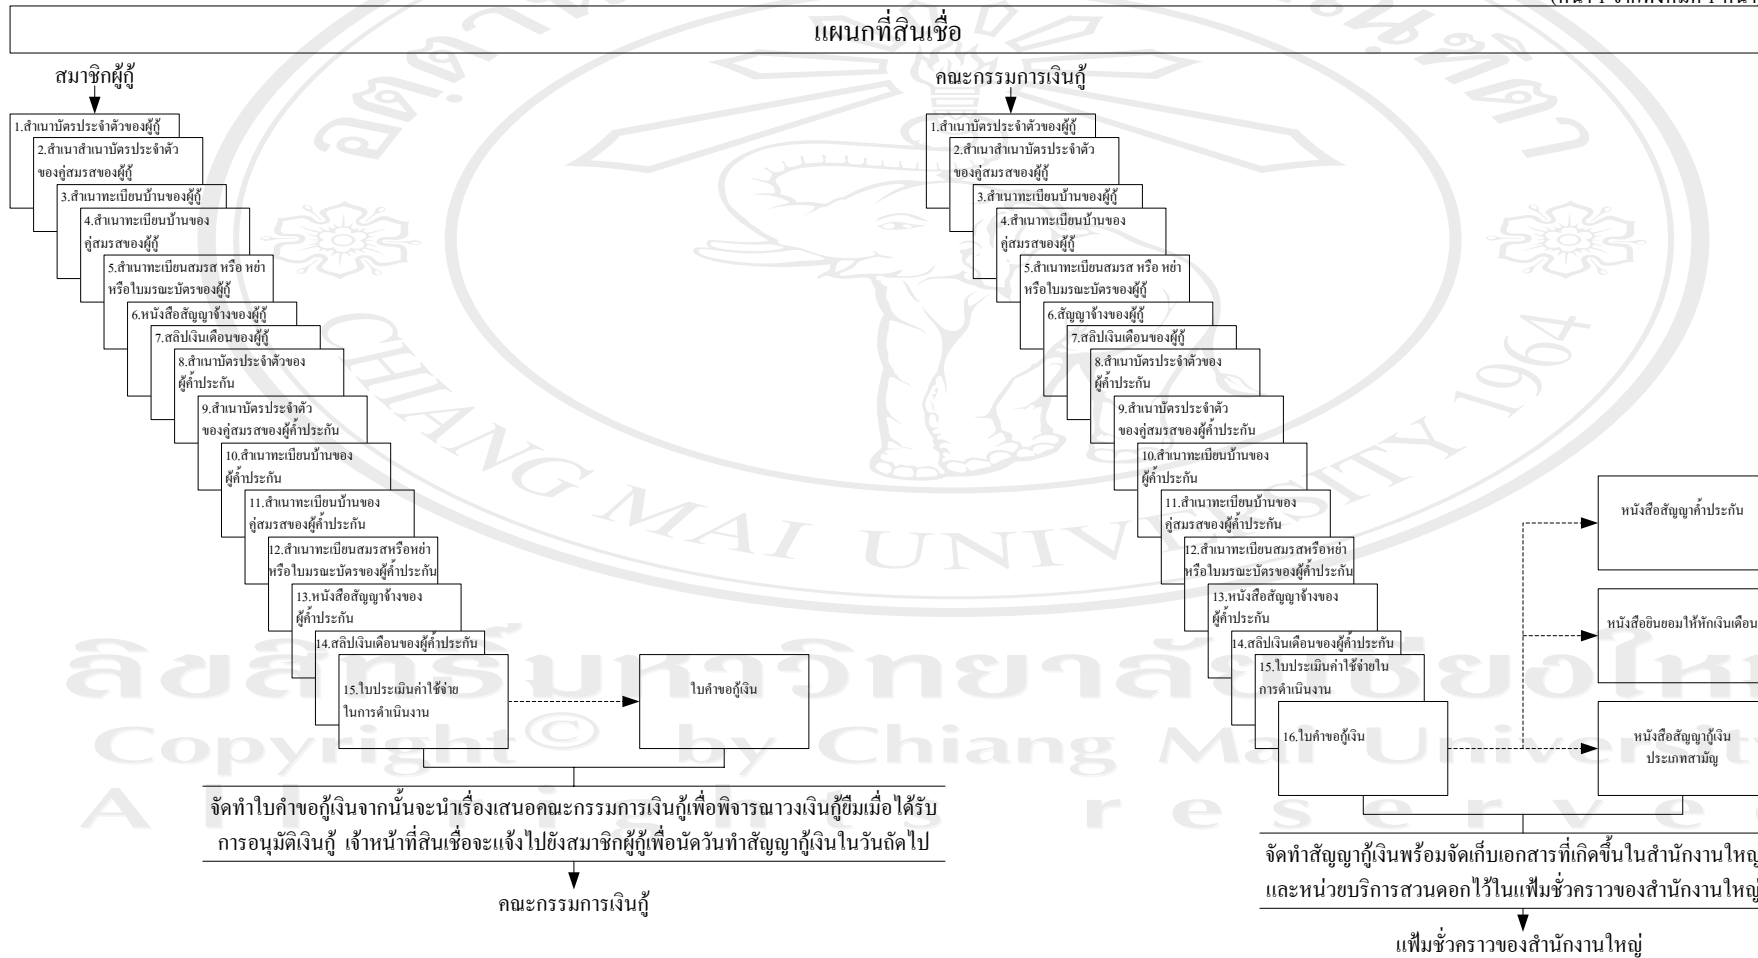 แผนกที่สินเชื่อ
สมาชิกผู้กู้
1.สำเนาบัตรประจำตัวของผู้กู้
2.สำเนาสำเนาบัตรประจำตัว
ของคู่สมรสของผู้กู้
3.สำเนาทะเบียนบ้านของผู้กู้
4.สำเนาทะเบียนบ้านของ
คู่สมรสของผู้กู้
5.สำเนาทะเบียนสมรส หรือ หย่า
หรือใบมรณะบัตรของผู้กู้
6.หนังสือสัญญาจ้างของผู้กู้
7.สลิปเงินเดือนของผู้กู้
8.สำเนาบัตรประจำตัวของ
ผู้ค้ำประกัน
9.สำเนาบัตรประจำตัว
ของคู่สมรสของผู้ค้ำประกัน
10.สำเนาทะเบียนบ้านของ
ผู้ค้ำประกัน
11.สำเนาทะเบียนบ้านของ
คู่สมรสของผู้ค้ำประกัน
12.สำเนาทะเบียนสมรสหรือหย่า
หรือใบมรณะบัตรของผู้ค้ำประกัน
13.หนังสือสัญญาจ้างของ
ผู้ค้ำประกัน
14.สลิปเงินเดือนของผู้ค้ำประกัน
15.ใบประเมินค่าใช้จ่าย
ในการดำเนินงาน
ใบคำขอกู้เงิน
จัดทำใบคำขอกู้เงินจากนั้นจะนำเรื่องเสนอคณะกรรมการเงินกู้เพื่อพิจารณาวงเงินกู้ยืมเมื่อได้รับ
การอนุมัติเงินกู้ เจ้าหน้าที่สินเชื่อจะแจ้งไปยังสมาชิกผู้กู้เพื่อนัดวันทำสัญญากู้เงินในวันถัดไป
คณะกรรมการเงินกู้
คณะกรรมการเงินกู้
1.สำเนาบัตรประจำตัวของผู้กู้
2.สำเนาสำเนาบัตรประจำตัว
ของคู่สมรสของผู้กู้
3.สำเนาทะเบียนบ้านของผู้กู้
4.สำเนาทะเบียนบ้านของ
คู่สมรสของผู้กู้
5.สำเนาทะเบียนสมรส หรือ หย่า
หรือใบมรณะบัตรของผู้กู้
6.สัญญาจ้างของผู้กู้
7.สลิปเงินเดือนของผู้กู้
8.สำเนาบัตรประจำตัวของ
ผู้ค้ำประกัน
9.สำเนาบัตรประจำตัว
ของคู่สมรสของผู้ค้ำประกัน
10.สำเนาทะเบียนบ้านของ
ผู้ค้ำประกัน
11.สำเนาทะเบียนบ้านของ
คู่สมรสของผู้ค้ำประกัน
12.สำเนาทะเบียนสมรสหรือหย่า
หรือใบมรณะบัตรของผู้ค้ำประกัน
13.หนังสือสัญญาจ้างของ
ผู้ค้ำประกัน
14.สลิปเงินเดือนของผู้ค้ำประกัน
15.ใบประเมินค่าใช้จ่ายใน
การดำเนินงาน
16.ใบคำขอกู้เงิน
หนังสือสัญญาค้ำประกัน
หนังสือยินยอมให้หักเงินเดือน
หนังสือสัญญากู้เงิน
ประเภทสามัญ
จัดทำสัญญากู้เงินพร้อมจัดเก็บเอกสารที่เกิดขึ้นในสำนักงานใหญ่
และหน่วยบริการสวนดอกไว้ในแฟ้มชั่วคราวของสำนักงานใหญ่
แฟ้มชั่วคราวของสำนักงานใหญ่
CHIANG MAI UNIVERSITY 1964
ลิขสิทธิ์มหาวิทยาลัยเชียงใหม่
Copyright© by Chiang Mai University
All rights reserve